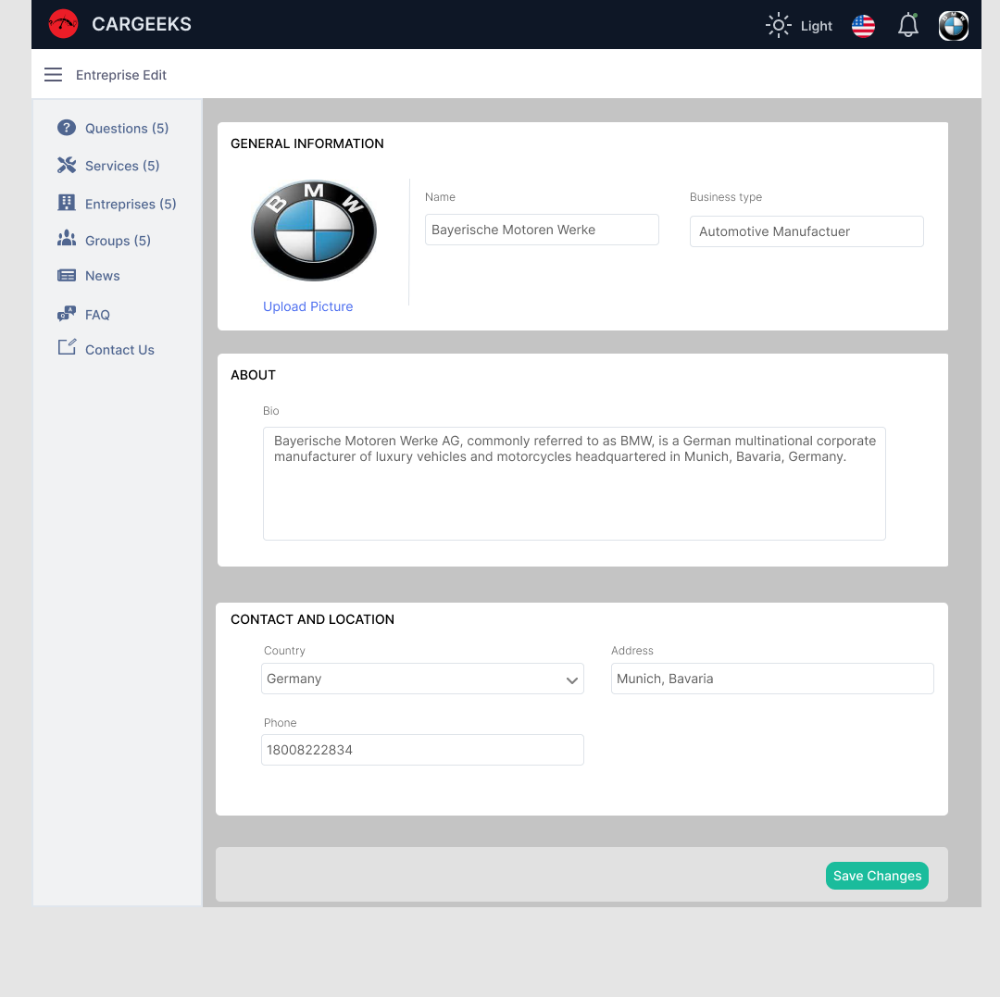 CARGEEKS
Light
BMW
Entreprise Edit
Questions (5)
Services (5)
Entreprises (5)
Groups (5)
News
FAQ
Contact Us
GENERAL INFORMATION
BMW
Upload Picture
Name
Bayerische Motoren Werke
Business type
Automotive Manufactuer
ABOUT
Bio
Bayerische Motoren Werke AG, commonly referred to as BMW, is a German multinational corporate
manufacturer of luxury vehicles and motorcycles headquartered in Munich, Bavaria, Germany.
CONTACT AND LOCATION
Country
Germany
Address
Munich, Bavaria
Phone
18008222834
Save Changes